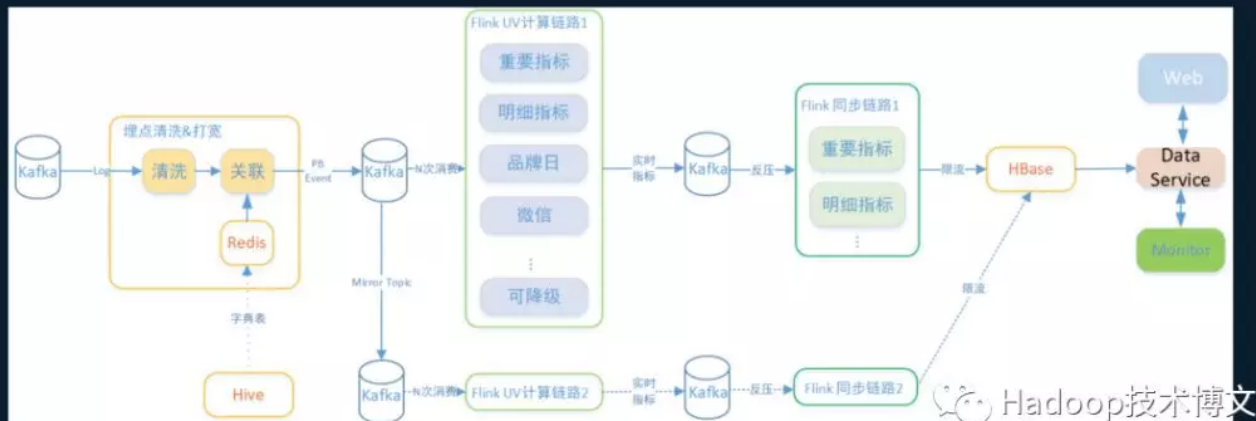 Flink UV计算链路1
重要指标
明细指标
品牌日
微信
⋮
可降级
埋点清洗&打宽
Kafka
Log
清洗
关联
Redis
字典表
Hive
PB
Event
Kafka
N次消费
实时
指标
Kafka
反压
Flink 同步链路1
重要指标
明细指标
⋮
限流
HBase
Web
Data
Service
Monitor
Mirror Topic
限流
Kafka
N次消费
Flink UV计算链路2
实时
指标
Kafka
反压
Flink 同步链路2
Hadoop技术博文